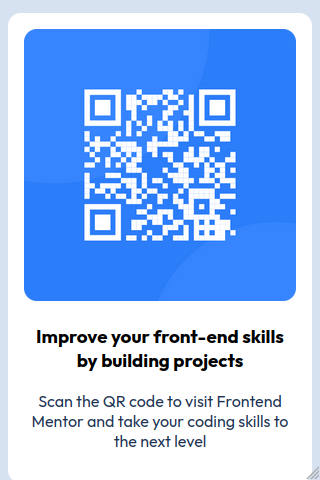 Improve your front-end skills
by building projects
Scan the QR code to visit Frontend
Mentor and take your coding skills to
the next level